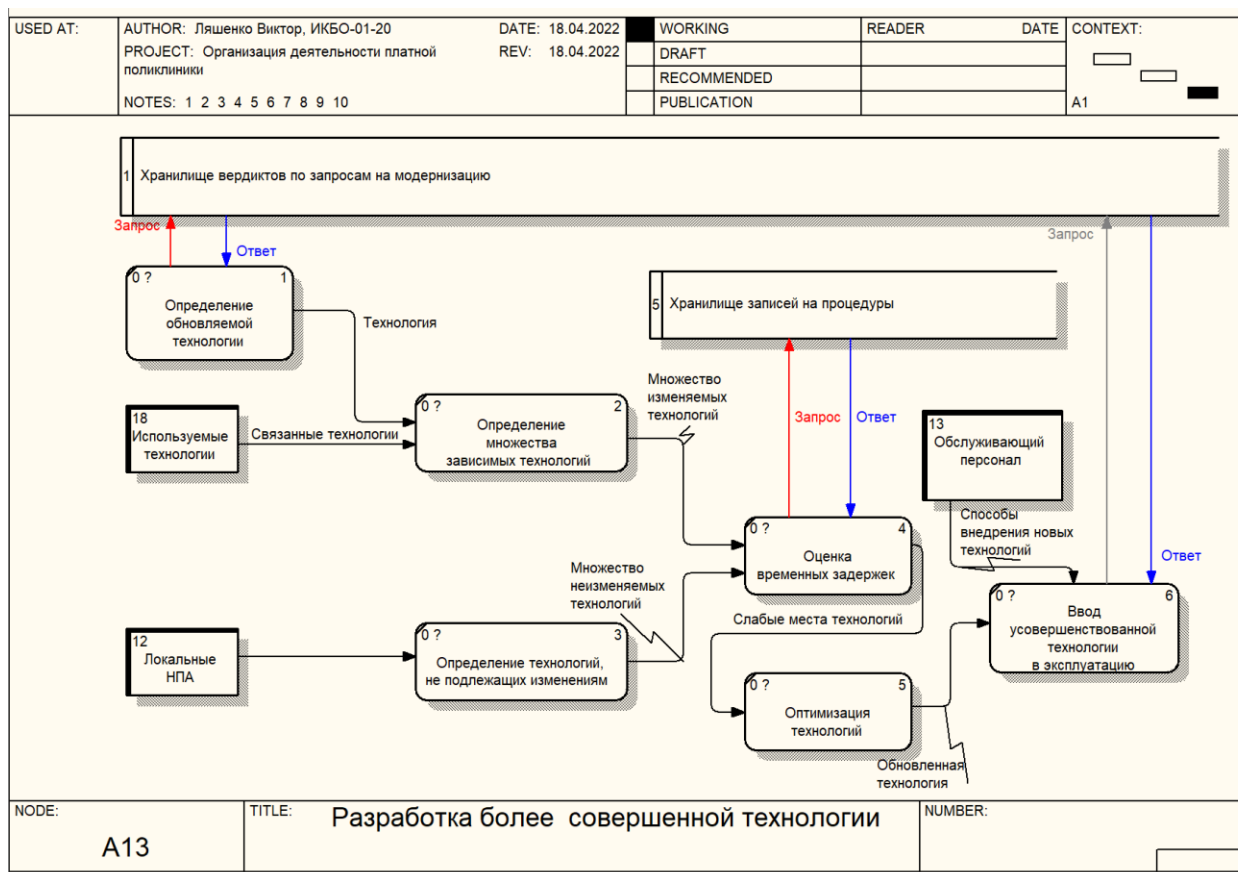 USED AT:
AUTHOR: Ляшенко Виктор, ИКБО-01-20
DATE: 18.04.2022
PROJECT: Организация деятельности платной
поликлиники
REV: 18.04.2022
NOTES: 1 2 3 4 5 6 7 8 9 10
WORKING
DRAFT
RECOMMENDED
PUBLICATION
READER
DATE
CONTEXT:
A1
1
Хранилище вердиктов по запросам на модернизацию
Запрос
Ответ
Запрос
0 ?
1
Определение
обновляемой
технологии
Технология
5
Хранилище записей на процедуры
Множество
изменяемых
технологий
Запрос
Ответ
18
Используемые
технологии
Связанные технологии
0 ?
2
Определение
множества
зависимых технологий
13
Обслуживающий
персонал
Способы
внедрения новых
технологий
Ответ
0 ?
4
Оценка
временных задержек
Множество
неизменяемых
технологий
Слабые места технологий
0 ?
6
Ввод
усовершенствованной
технологии
в эксплуатацию
12
Локальные
НПА
0 ?
3
Определение технологий,
не подлежащих изменениям
0 ?
5
Оптимизация
технологий
Обновленная
технология
NODE:
A13
TITLE:
Разработка более совершенной технологии
NUMBER: